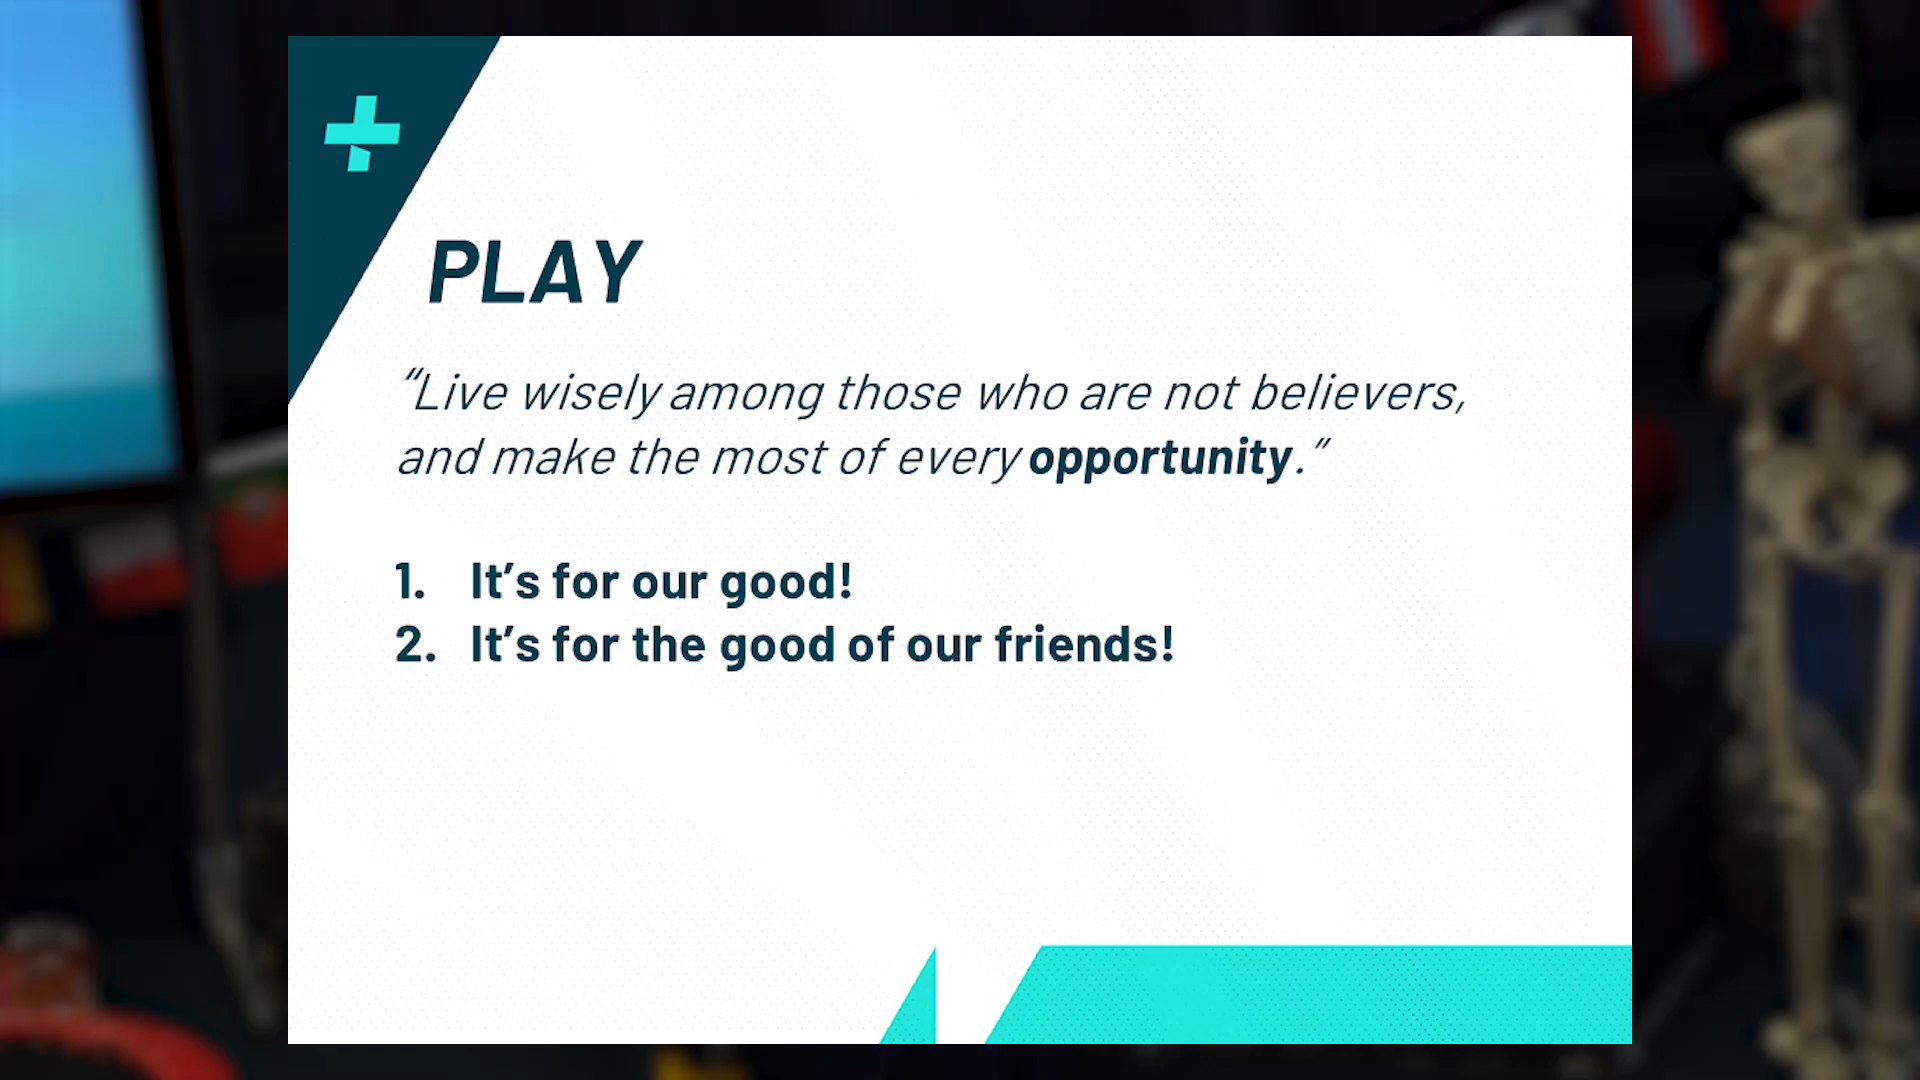 PLAY
“Live wisely among those who are not believers,
and make the most of every opportunity.”
1. It’s for our good!
2. It’s for the good of our friends!